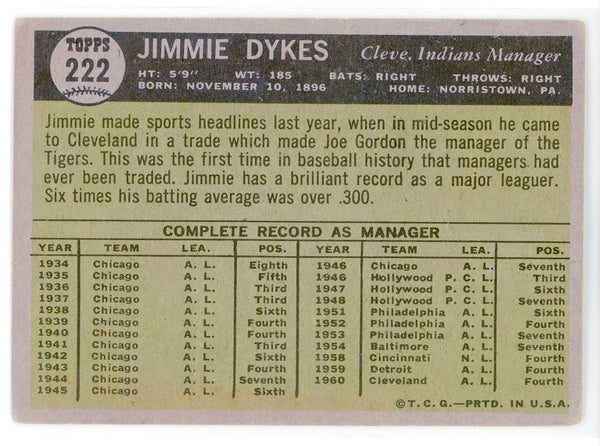 TOPPS
222
JIMMIE DYKES Cleve. Indians Manager
HT: 5'9" WT: 185 BATS: RIGHT THROWS: RIGHT
BORN: NOVEMBER 10, 1896 HOME: NORRISTOWN, PA.
Jimmie made sports headlines last year, when in mid-season he came
to Cleveland in a trade which made Joe Gordon the manager of the
Tigers. This was the first time in baseball history that managers had
ever been traded. Jimmie has a brilliant record as a major leaguer.
Six times his batting average was over .300.
COMPLETE RECORD AS MANAGER
YEAR TEAM LEA. POS. YEAR TEAM LEA. POS.
1934 Chicago A. L. Eighth 1946 Chicago A. L. Seventh
1935 Chicago A. L. Fifth 1946 Hollywood P. C. L. Third
1936 Chicago A. L. Third 1947 Hollywood P. C. L. Sixth
1937 Chicago A. L. Third 1948 Hollywood P. C. L. Seventh
1938 Chicago A. L. Sixth 1951 Philadelphia A. L. Sixth
1939 Chicago A. L. Fourth 1952 Philadelphia A. L. Fourth
1940 Chicago A. L. Fourth 1953 Philadelphia A. L. Seventh
1941 Chicago A. L. Third 1954 Baltimore A. L. Seventh
1942 Chicago A. L. Sixth 1958 Cincinnati N. L. Fourth
1943 Chicago A. L. Fourth 1959 Detroit A. L. Fourth
1944 Chicago A. L. Seventh 1960 Cleveland A. L. Fourth
1945 Chicago A. L. Sixth
©T.C.G.—PRTD. IN U.S.A.